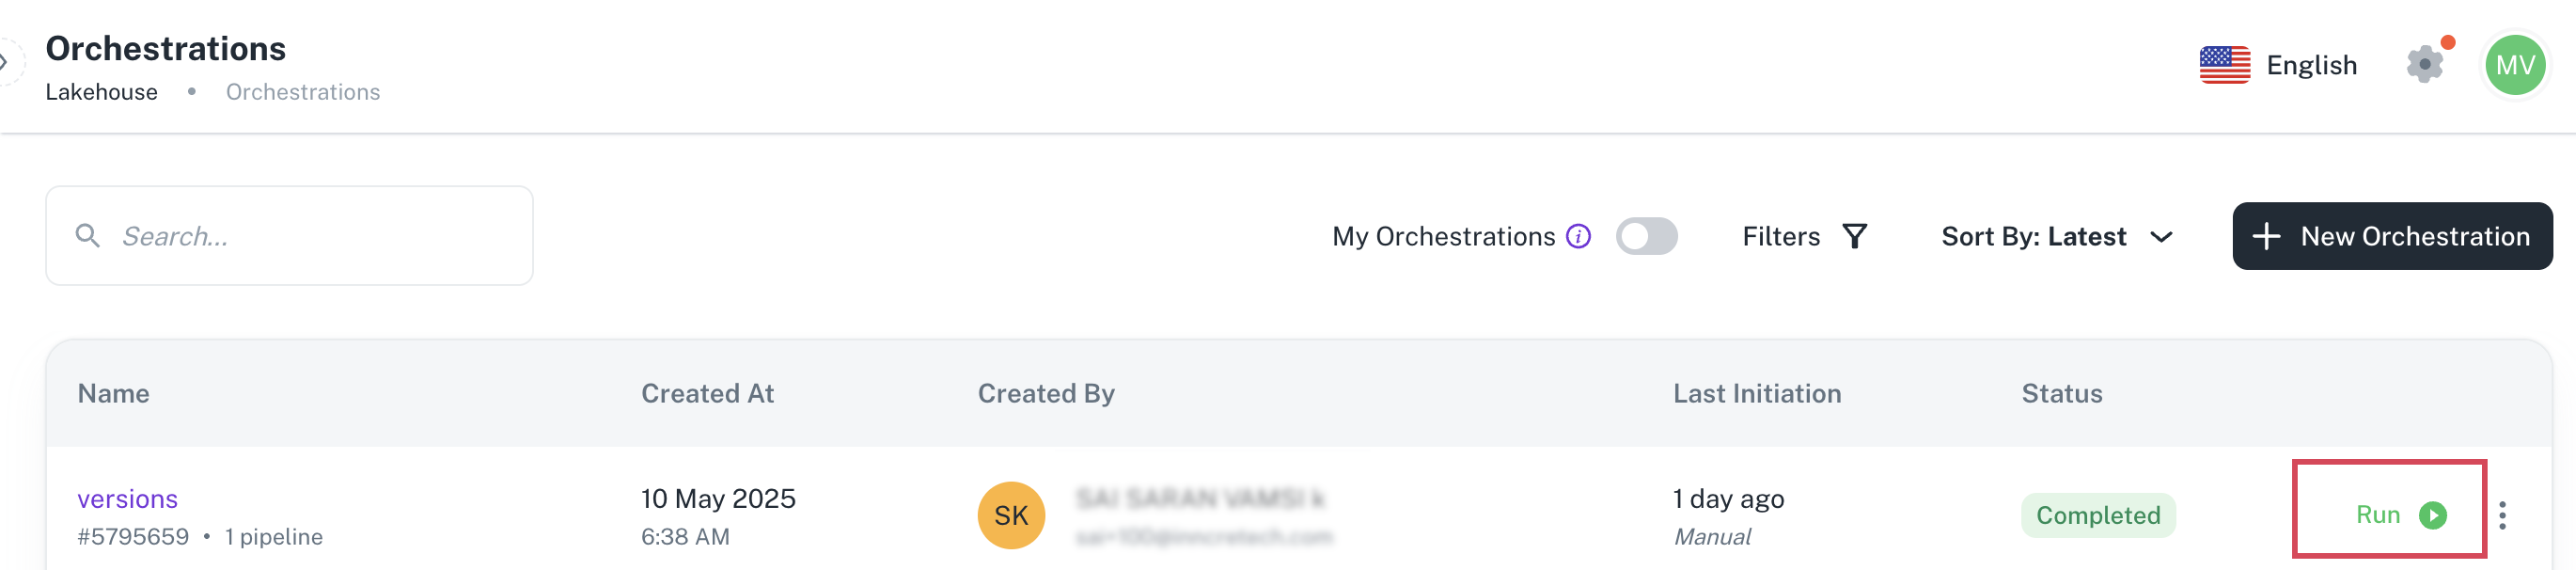 Orchestrations
Lakehouse • Orchestrations
English
MV
Search...
My Orchestrations i
Filters
Sort By: Latest
+ New Orchestration
Name Created At Created By Last Initiation Status
versions 10 May 2025 1 day ago
SK Completed Run
#5795659 • 1 pipeline 6:38 AM Manual